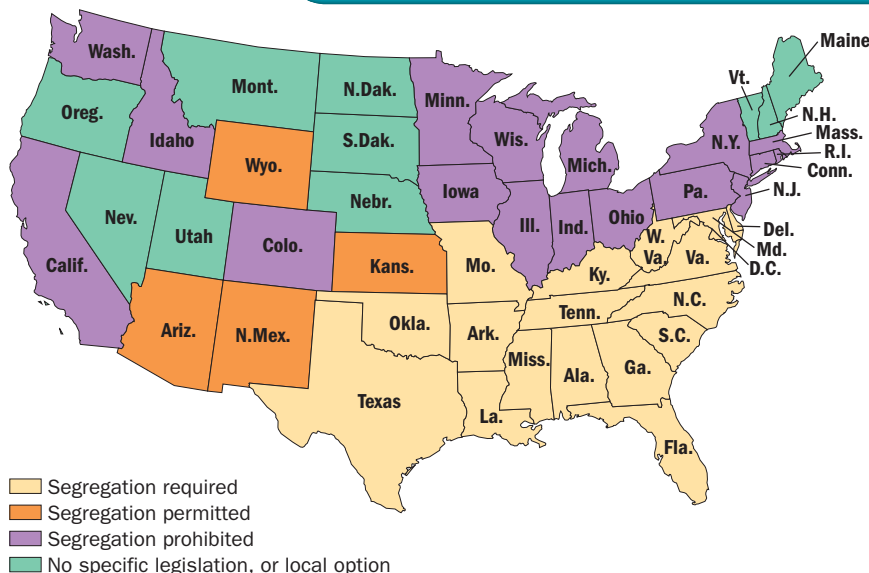 Wash.
Mont.
N.Dak.
Minn.
Vt.
Maine
Oreg.
Idaho
Wyo.
S.Dak.
Wis.
Mich.
N.Y.
N.H.
Mass.
R.I.
Conn.
Nev.
Utah
Colo.
Nebr.
Iowa
Ill.
Ind.
Ohio
Pa.
N.J.
Calif.
Kans.
Mo.
Ky.
W.
Va.
Va.
Del.
Md.
D.C.
Ariz.
N.Mex.
Okla.
Ark.
Tenn.
N.C.
S.C.
Texas
La.
Miss.
Ala.
Ga.
Fla.
Segregation required
Segregation permitted
Segregation prohibited
No specific legislation, or local option